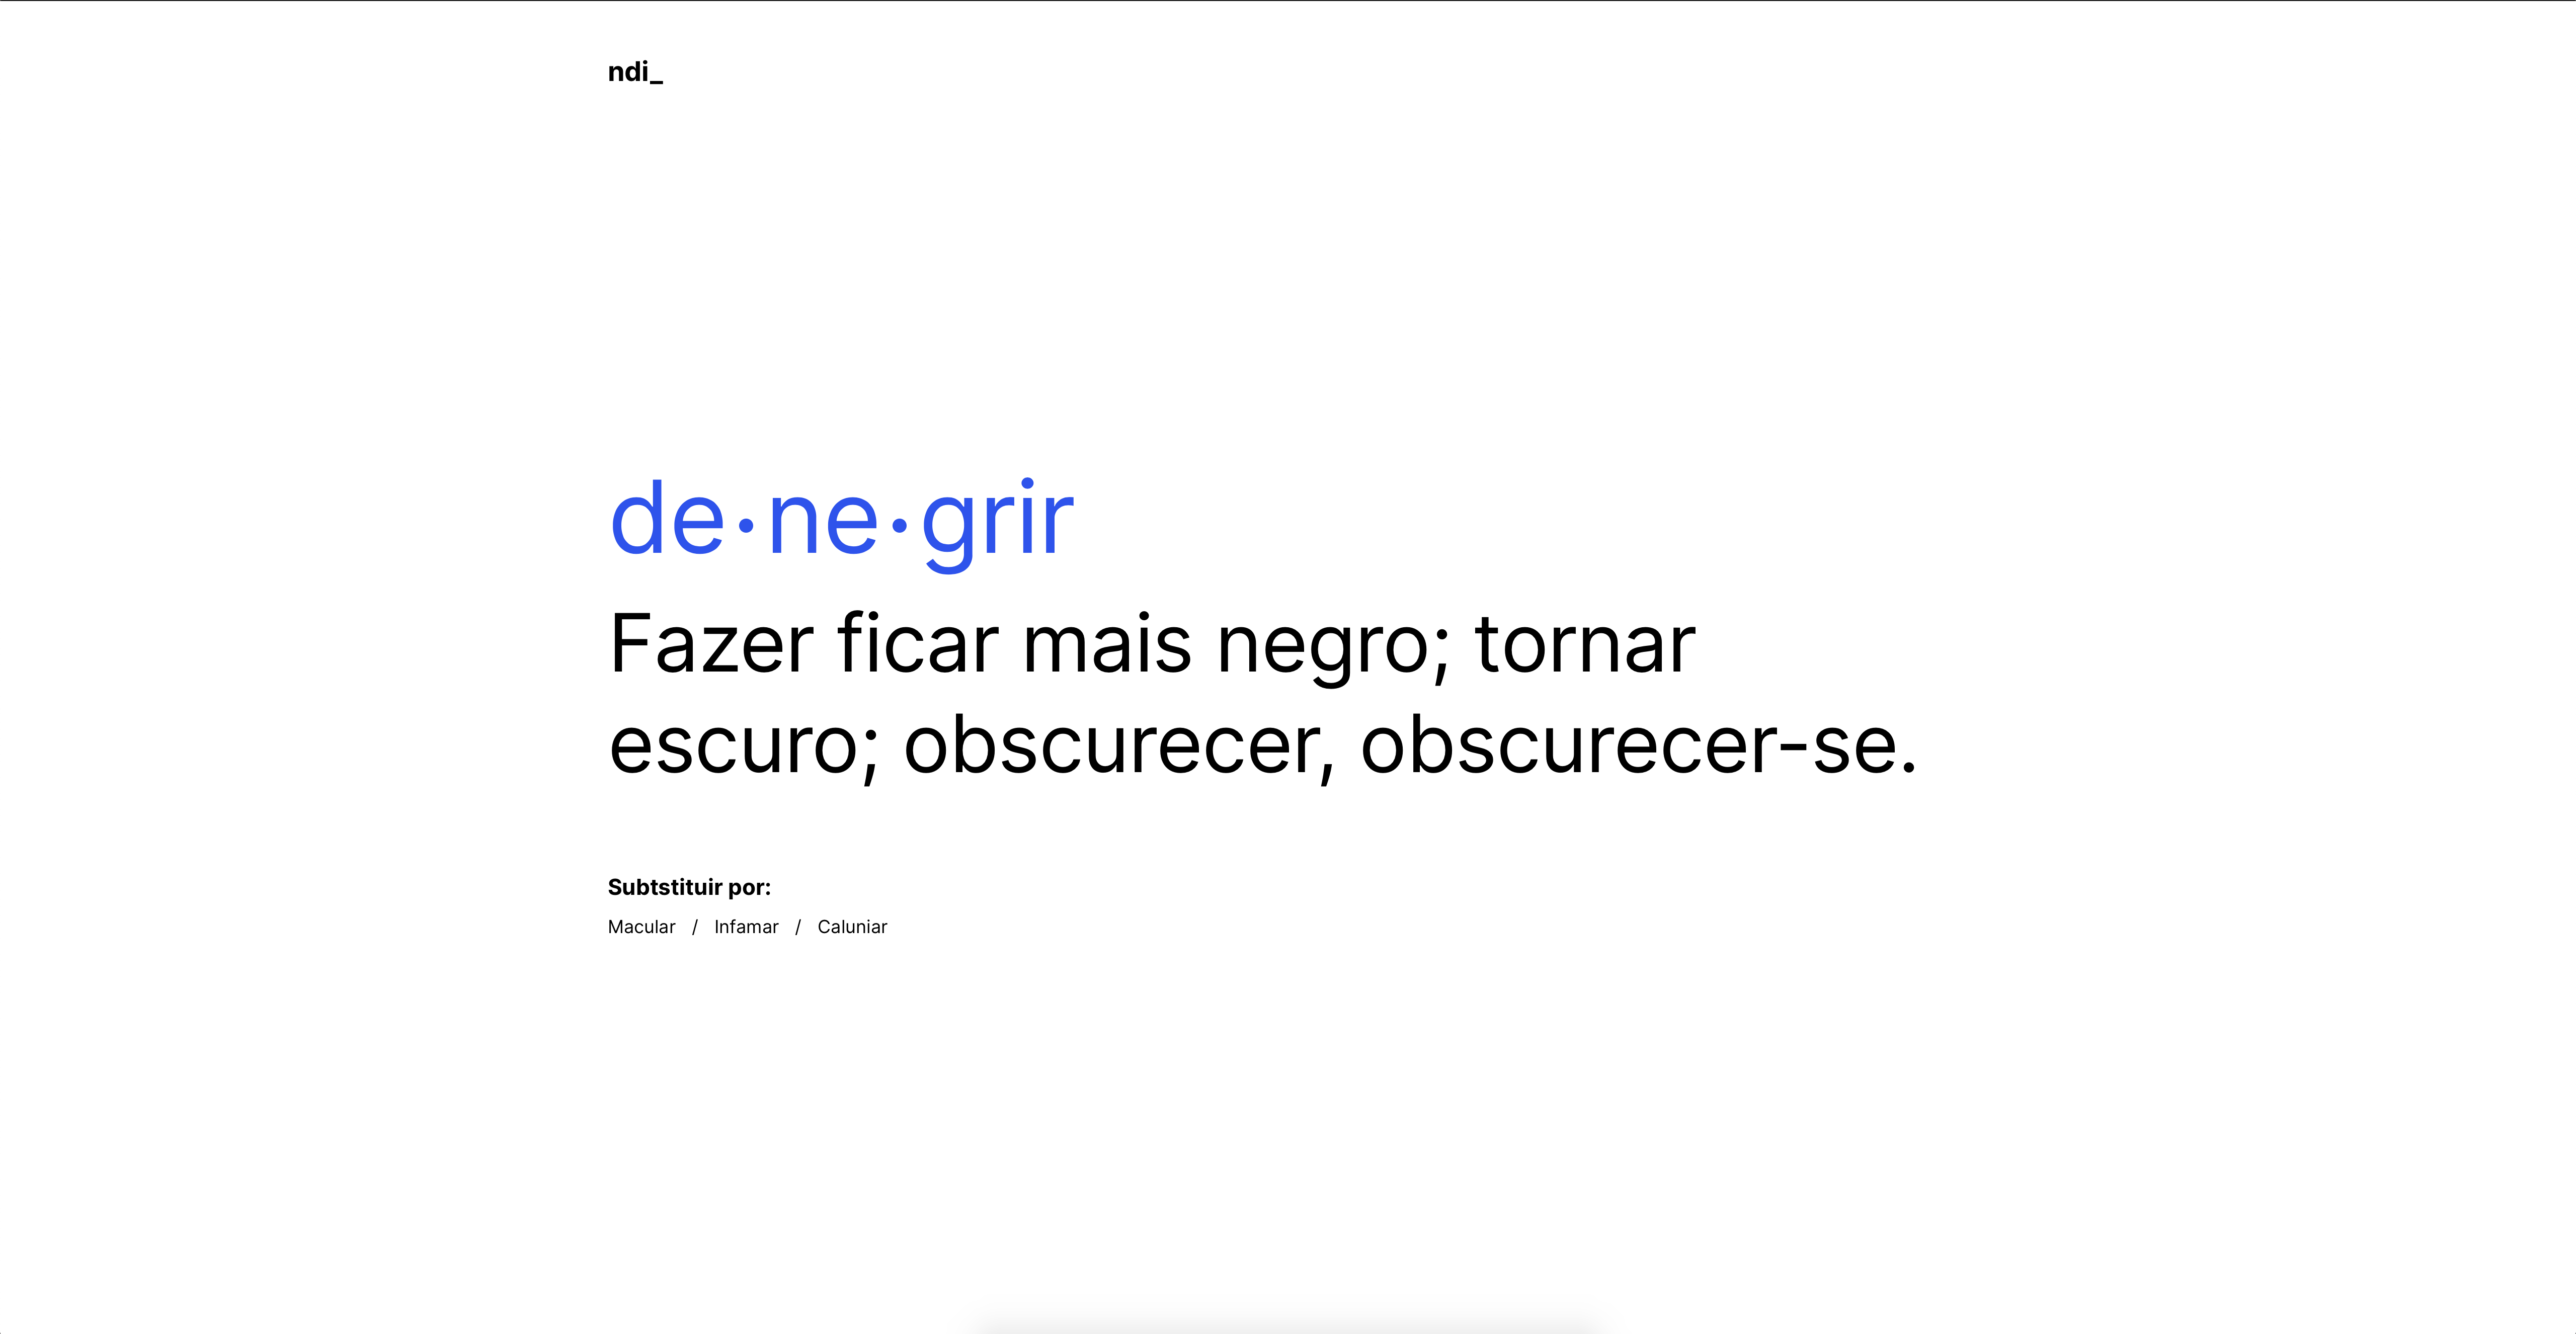 ndi_
de·ne·grir
Fazer ficar mais negro; tornar
escuro; obscurecer, obscurecer-se.
Subtstituir por:
Macular / Infamar / Caluniar